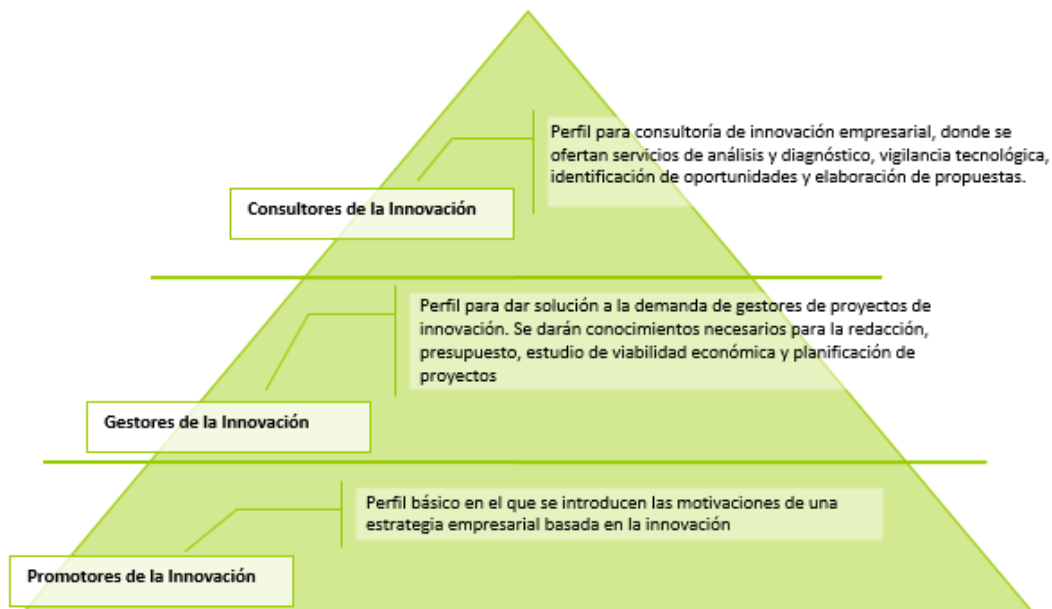 Perfil para consultoría de innovación empresarial, donde se
ofertan servicios de análisis y diagnóstico, vigilancia tecnológica,
identificación de oportunidades y elaboración de propuestas.
Consultores de la Innovación
Perfil para dar solución a la demanda de gestores de proyectos de
innovación. Se darán conocimientos necesarios para la redacción,
presupuesto, estudio de viabilidad económica y planificación de
proyectos
Gestores de la Innovación
Perfil básico en el que se introducen las motivaciones de una
estrategia empresarial basada en la innovación
Promotores de la Innovación